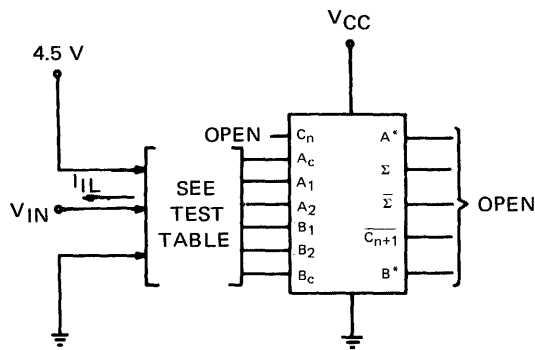 V_CC
4.5 V
OPEN
C_n
A*
A_c
I_IL
Σ
SEE
TEST
TABLE
A_1
V_IN
A_2
Σ̅
OPEN
B_1
C̅_n+1
B_2
B_c
B*